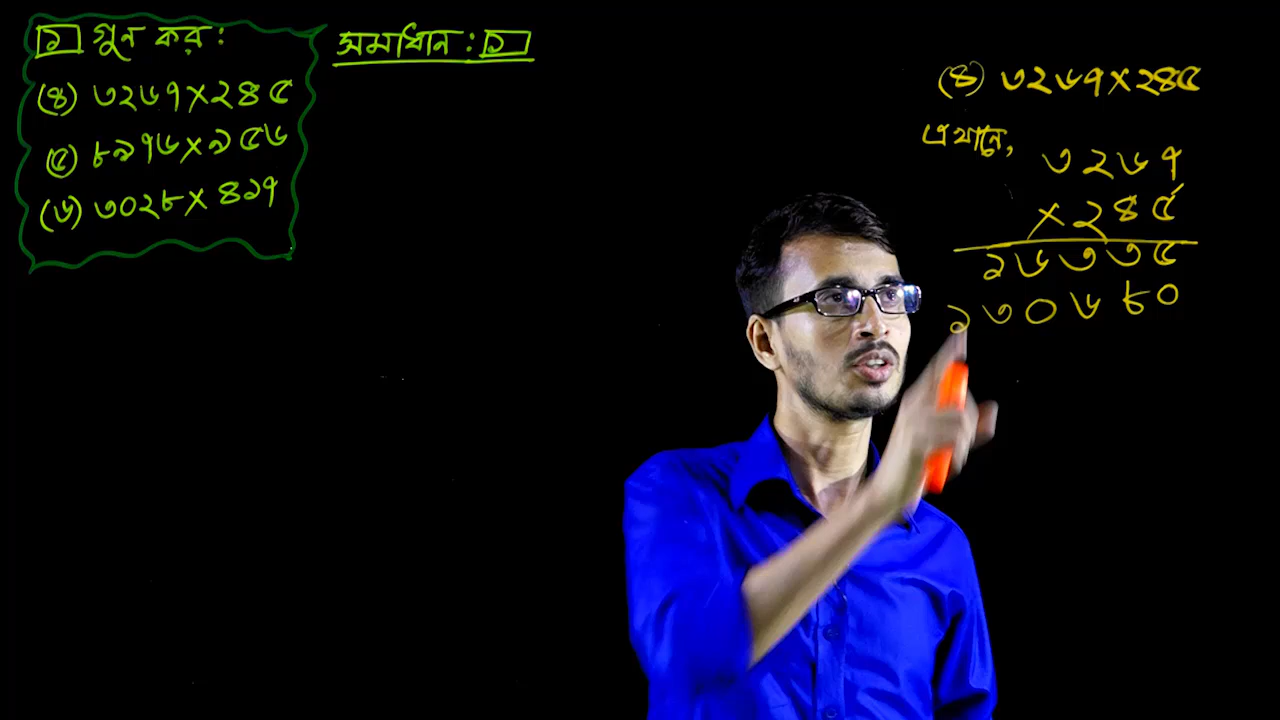 ১ গুন কর:
(৪) ৩২৬৭×২৪৫
(৫) ৮৯৭৬×৯৫৬
(৬) ৩০২৮×৪১৭
সমাধান: ১
(৪) ৩২৬৭×২৪৫
এখানে,
৩২৬৭
×২৪৫
১৬৩৩৫
১৩০৬৮০